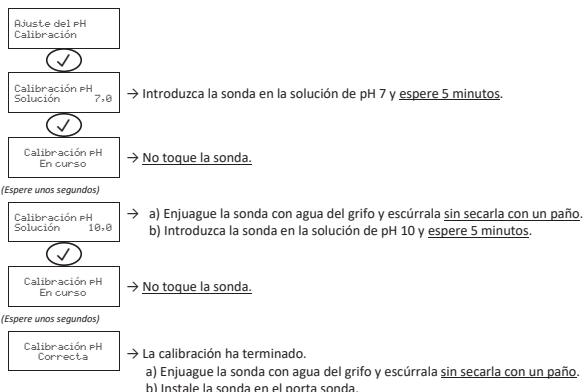 Ajuste del pH
Calibración
Calibración pH
Solución 7,0
→ Introduzca la sonda en la solución de pH 7 y espere 5 minutos.
Calibración pH
En curso
→ No toque la sonda.
(Espere unos segundos)
Calibración pH
Solución 10,0
→ a) Enjuague la sonda con agua del grifo y escúrrala sin secarla con un paño.
b) Introduzca la sonda en la solución de pH 10 y espere 5 minutos.
Calibración pH
En curso
→ No toque la sonda.
(Espere unos segundos)
Calibración pH
Correcta
→ La calibración ha terminado.
a) Enjuague la sonda con agua del grifo y escúrrala sin secarla con un paño.
b) Instale la sonda en el porta sonda.